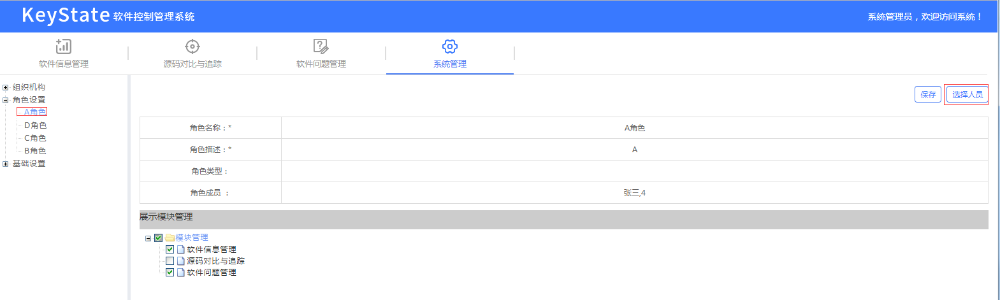 KeyState 软件控制管理系统
系统管理员，欢迎访问系统！
软件信息管理
源码对比与追踪
软件问题管理
系统管理
组织机构
角色设置
A角色
D角色
C角色
B角色
基础设置
保存
选择人员
角色名称：* A角色
角色描述：* A
角色类型：
角色成员 ： 张三,4
展示模块管理
模块管理
软件信息管理
源码对比与追踪
软件问题管理